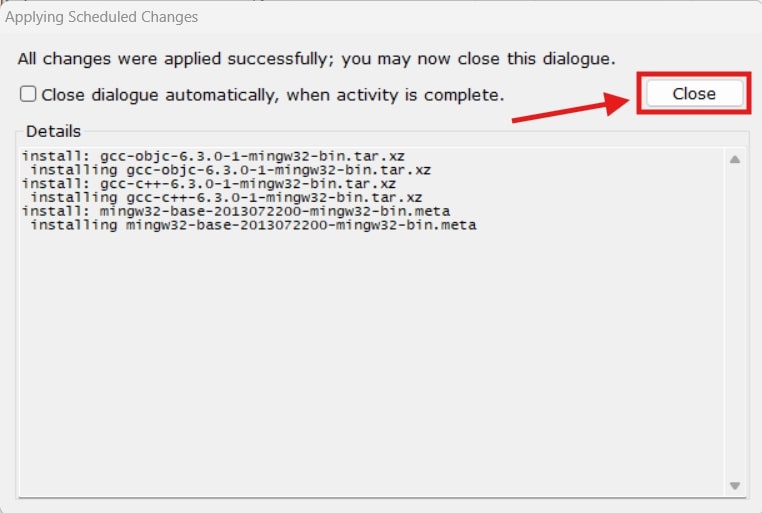 Applying Scheduled Changes
All changes were applied successfully; you may now close this dialogue.
Close dialogue automatically, when activity is complete.
Close
Details
install: gcc-objc-6.3.0-1-mingw32-bin.tar.xz
installing gcc-objc-6.3.0-1-mingw32-bin.tar.xz
install: gcc-c++-6.3.0-1-mingw32-bin.tar.xz
installing gcc-c++-6.3.0-1-mingw32-bin.tar.xz
install: mingw32-base-2013072200-mingw32-bin.meta
installing mingw32-base-2013072200-mingw32-bin.meta